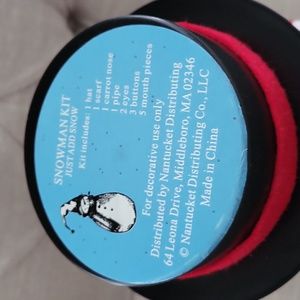 SNOWMAN KIT
JUST ADD SNOW
Kit includes: 1 hat
1 scarf
1 carrot nose
1 pipe
2 eyes
3 buttons
5 mouth pieces
For decorative use only
Distributed by Nantucket Distributing
64 Leona Drive, Middleboro, MA 02346
© Nantucket Distributing Co., LLC
Made in China